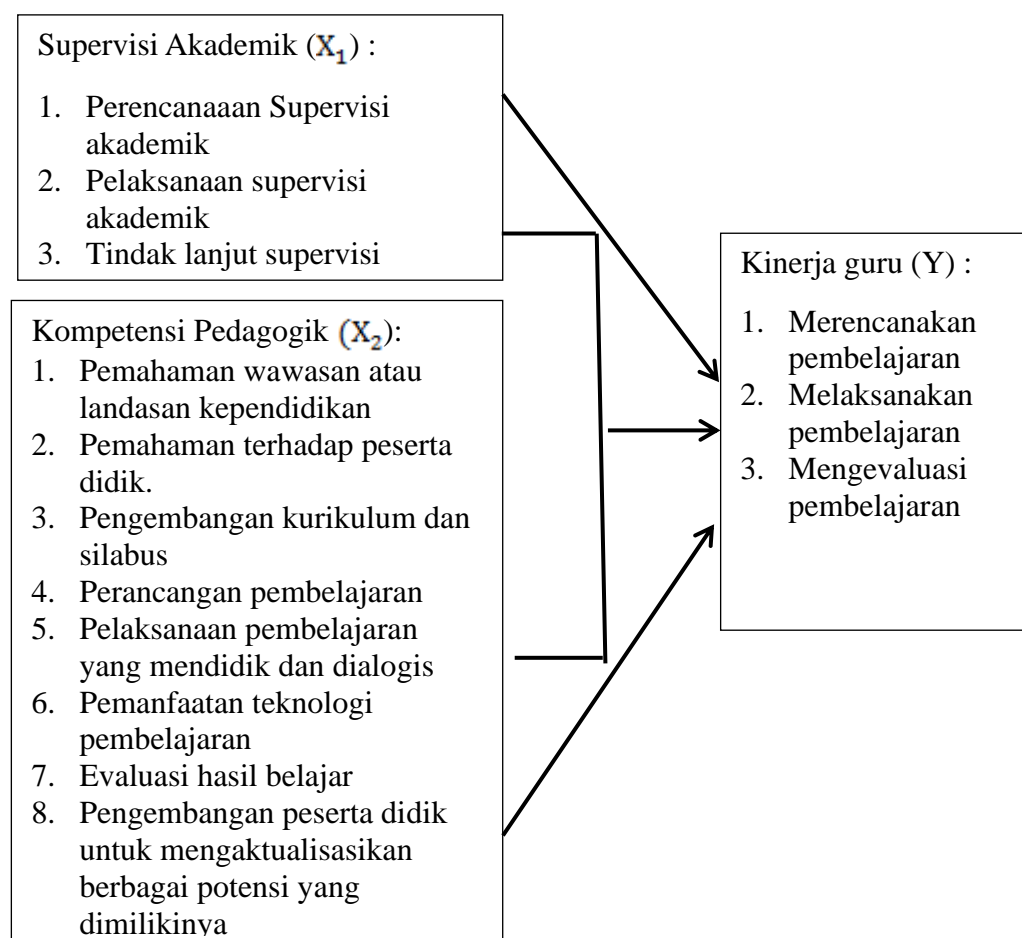 Supervisi Akademik (X₁) :
1. Perencanaaan Supervisi
akademik
2. Pelaksanaan supervisi
akademik
3. Tindak lanjut supervisi
Kompetensi Pedagogik (X₂):
1. Pemahaman wawasan atau
landasan kependidikan
2. Pemahaman terhadap peserta
didik.
3. Pengembangan kurikulum dan
silabus
4. Perancangan pembelajaran
5. Pelaksanaan pembelajaran
yang mendidik dan dialogis
6. Pemanfaatan teknologi
pembelajaran
7. Evaluasi hasil belajar
8. Pengembangan peserta didik
untuk mengaktualisasikan
berbagai potensi yang
dimilikinya
Kinerja guru (Y) :
1. Merencanakan
pembelajaran
2. Melaksanakan
pembelajaran
3. Mengevaluasi
pembelajaran